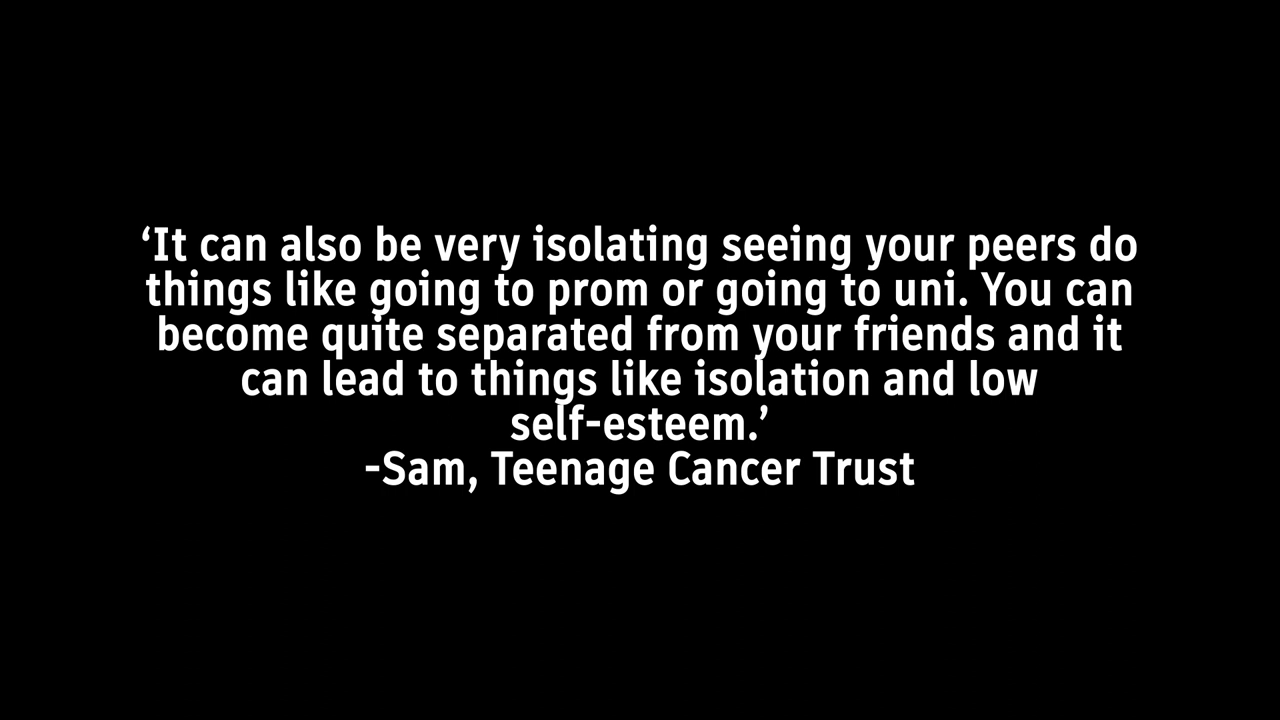 ‘It can also be very isolating seeing your peers do
things like going to prom or going to uni. You can
become quite separated from your friends and it
can lead to things like isolation and low
self-esteem.’
-Sam, Teenage Cancer Trust